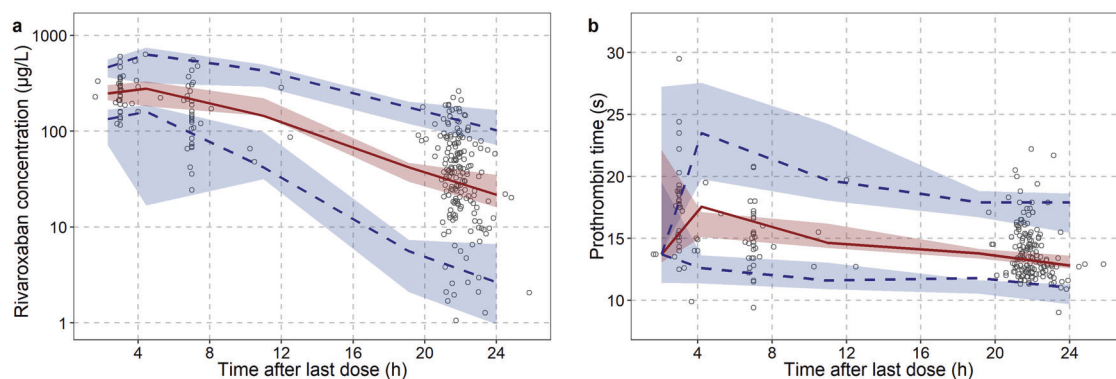 a
Rivaroxaban concentration (µg/L)
1000
100
10
1
4 8 12 16 20 24
Time after last dose (h)
b
Prothrombin time (s)
30
25
20
15
10
4 8 12 16 20 24
Time after last dose (h)